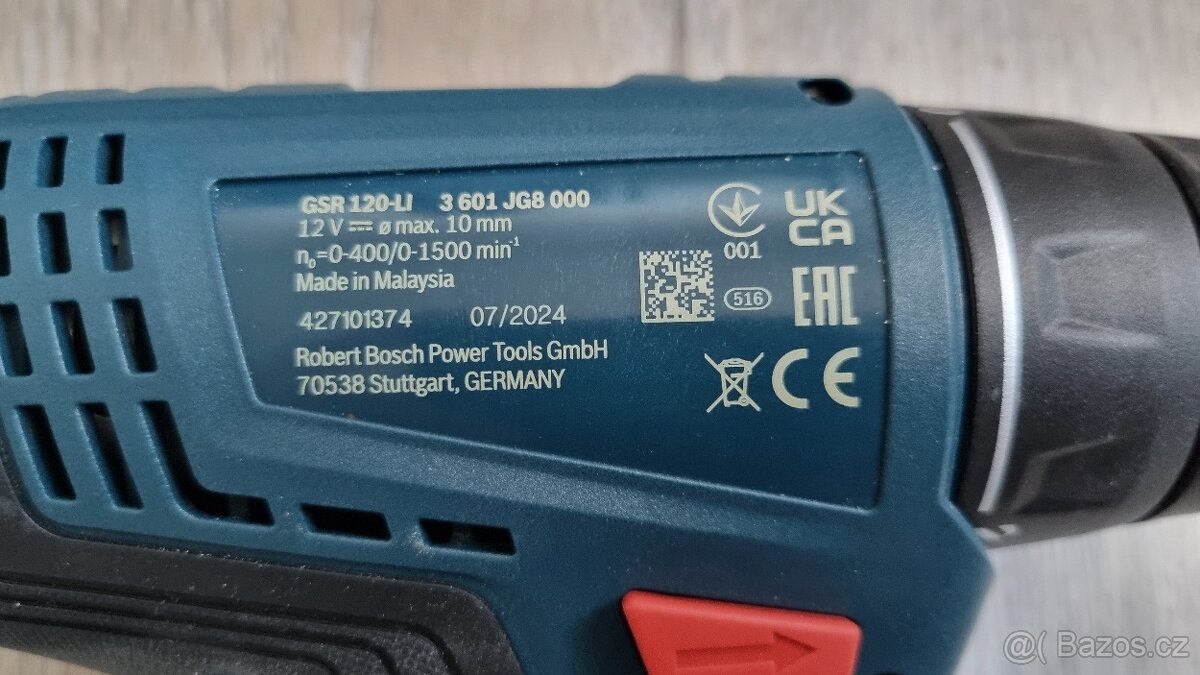 GSR 120-LI 3 601 JG8 000
12 V ⎓ ø max. 10 mm
n₀=0-400/0-1500 min⁻¹
Made in Malaysia
427101374 07/2024
Robert Bosch Power Tools GmbH
70538 Stuttgart, GERMANY
001
UK
CA
516
EAC
CE
@( Bazos.cz